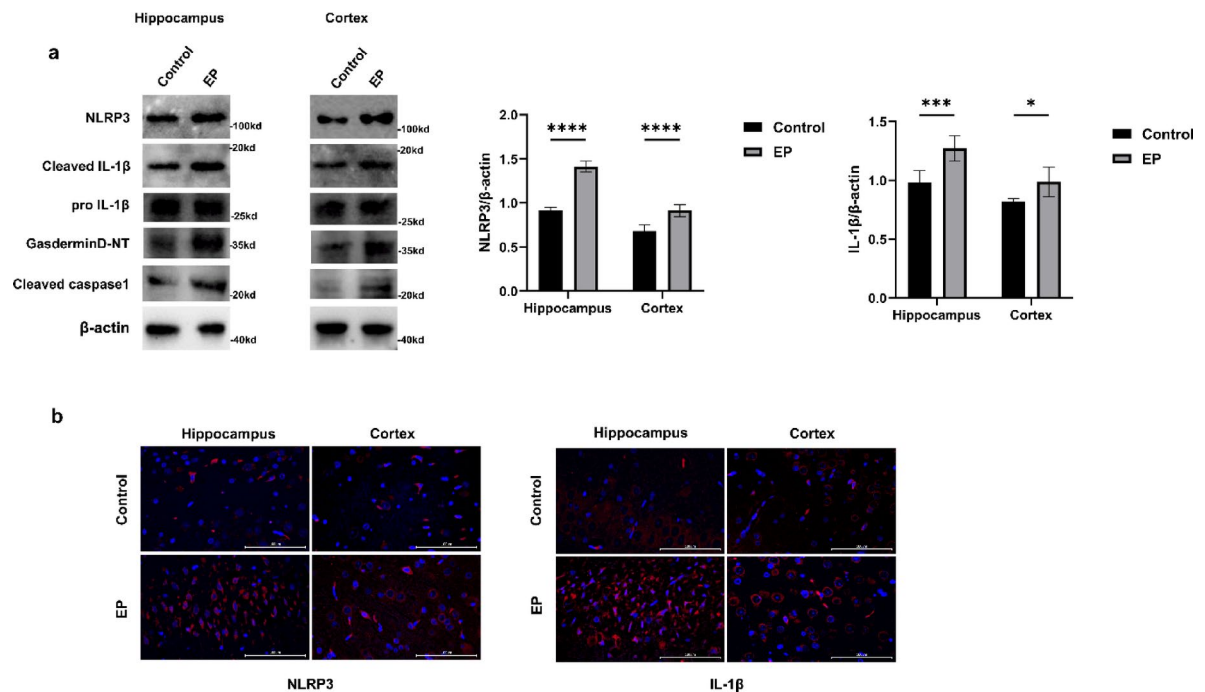 Hippocampus Cortex
a
Control EP Control EP
NLRP3 -100kd -100kd
-20kd -20kd
Cleaved IL-1β
pro IL-1β -25kd -25kd
GasderminD-NT -35kd -35kd
Cleaved caspase1 -20kd -20kd
β-actin -40kd -40kd
NLRP3/β-actin
2.0
1.5
1.0
0.5
0.0
**** ****
Hippocampus Cortex
Control
EP
IL-1β/β-actin
1.5
1.0
0.5
0.0
*** *
Hippocampus Cortex
Control
EP
b
Hippocampus Cortex
Control
EP
NLRP3
Hippocampus Cortex
Control
EP
IL-1β